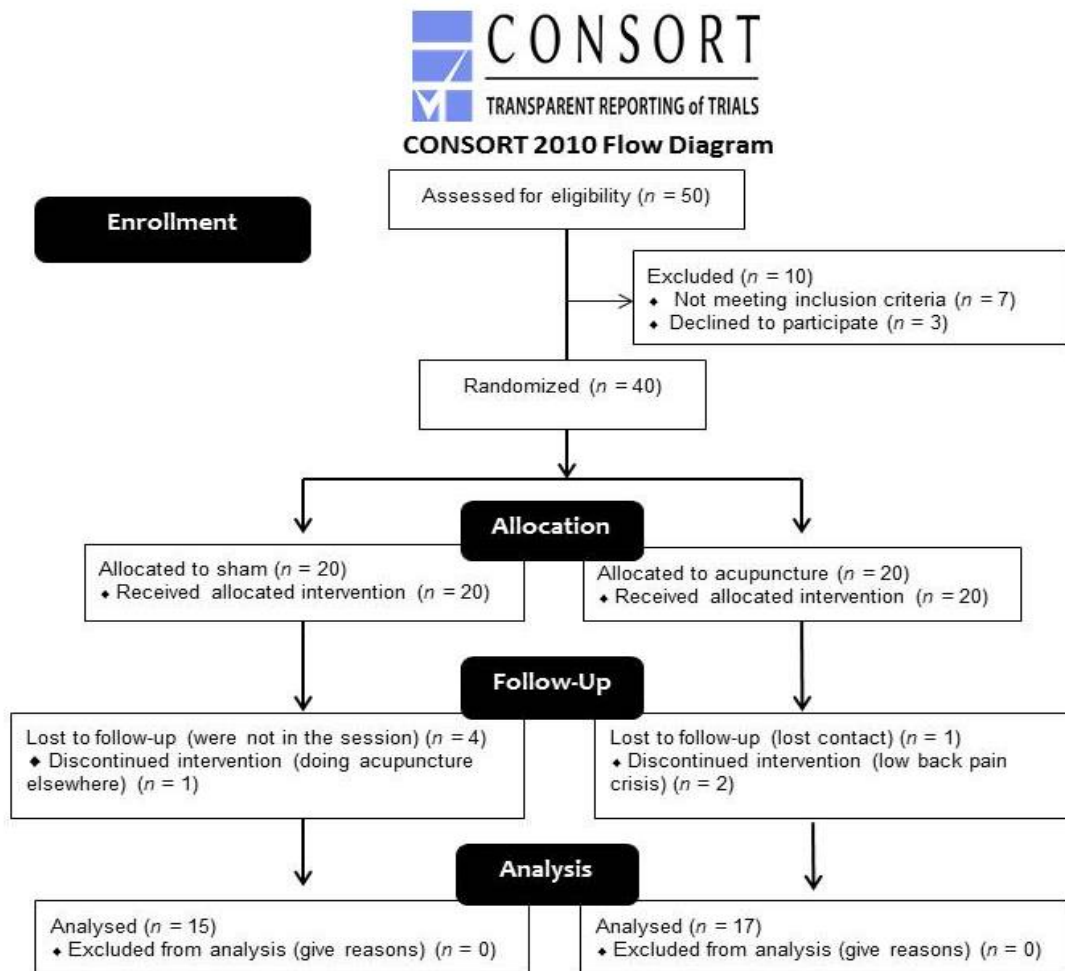 CONSORT
TRANSPARENT REPORTING of TRIALS
CONSORT 2010 Flow Diagram
Assessed for eligibility (n = 50)
Enrollment
Excluded (n = 10)
⬥ Not meeting inclusion criteria (n = 7)
⬥ Declined to participate (n = 3)
Randomized (n = 40)
Allocation
Allocated to sham (n = 20)
⬥ Received allocated intervention (n = 20)
Allocated to acupuncture (n = 20)
⬥ Received allocated intervention (n = 20)
Follow-Up
Lost to follow-up (were not in the session) (n = 4)
⬥ Discontinued intervention (doing acupuncture
elsewhere) (n = 1)
Lost to follow-up (lost contact) (n = 1)
⬥ Discontinued intervention (low back pain
crisis) (n = 2)
Analysis
Analysed (n = 15)
⬥ Excluded from analysis (give reasons) (n = 0)
Analysed (n = 17)
⬥ Excluded from analysis (give reasons) (n = 0)